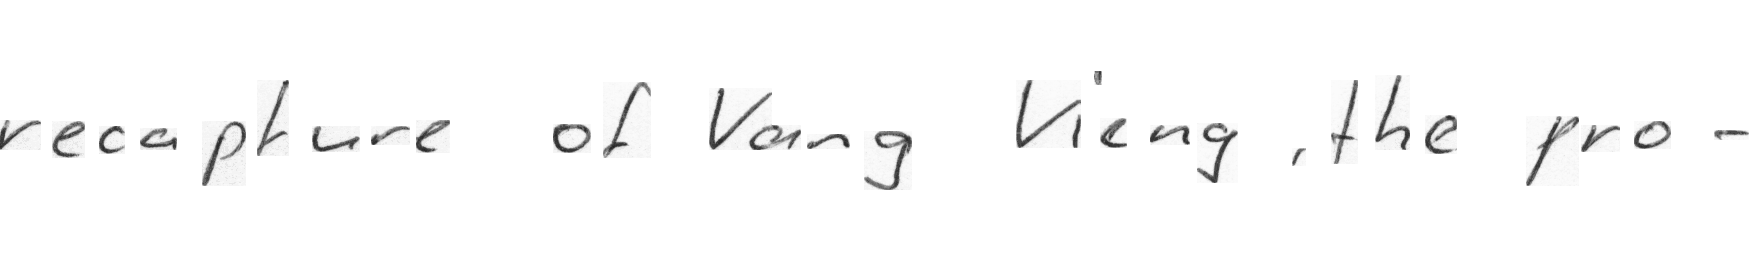 recapture of Vang Vieng, the pro-